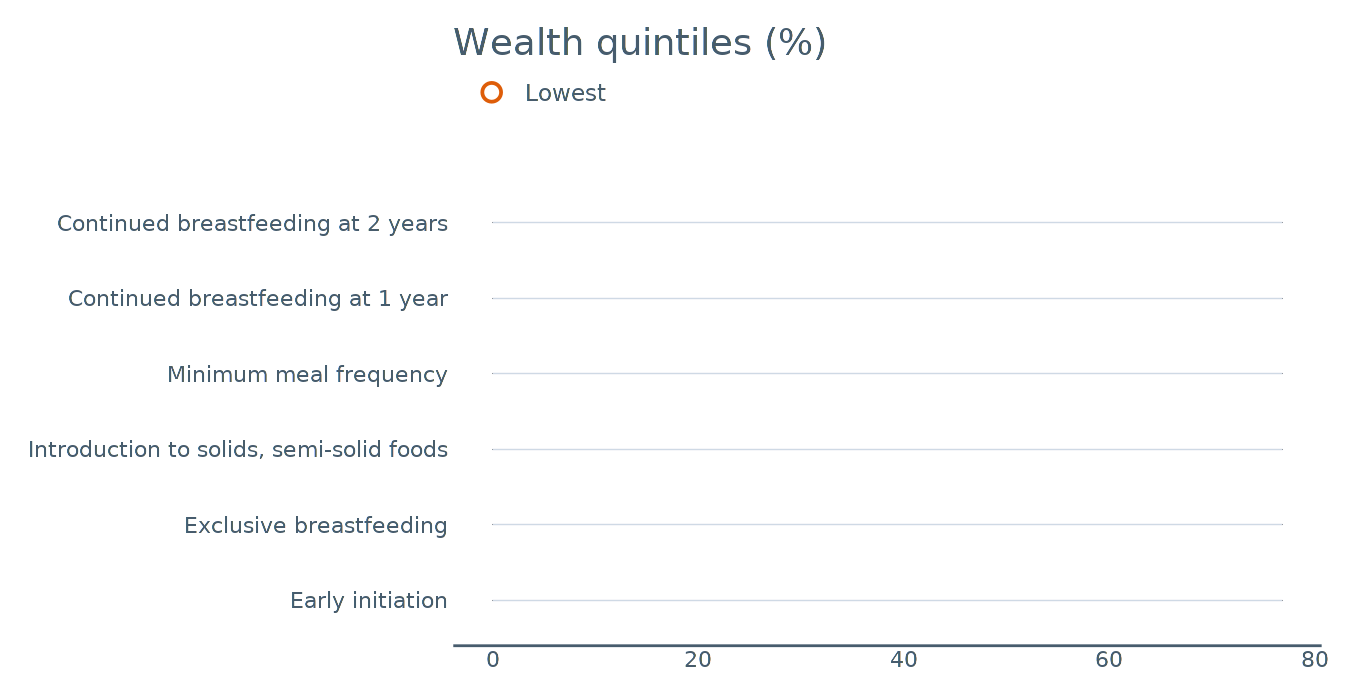 Wealth quintiles (%)
Lowest
Continued breastfeeding at 2 years
Continued breastfeeding at 1 year
Minimum meal frequency
Introduction to solids, semi-solid foods
Exclusive breastfeeding
Early initiation
0 20 40 60 80